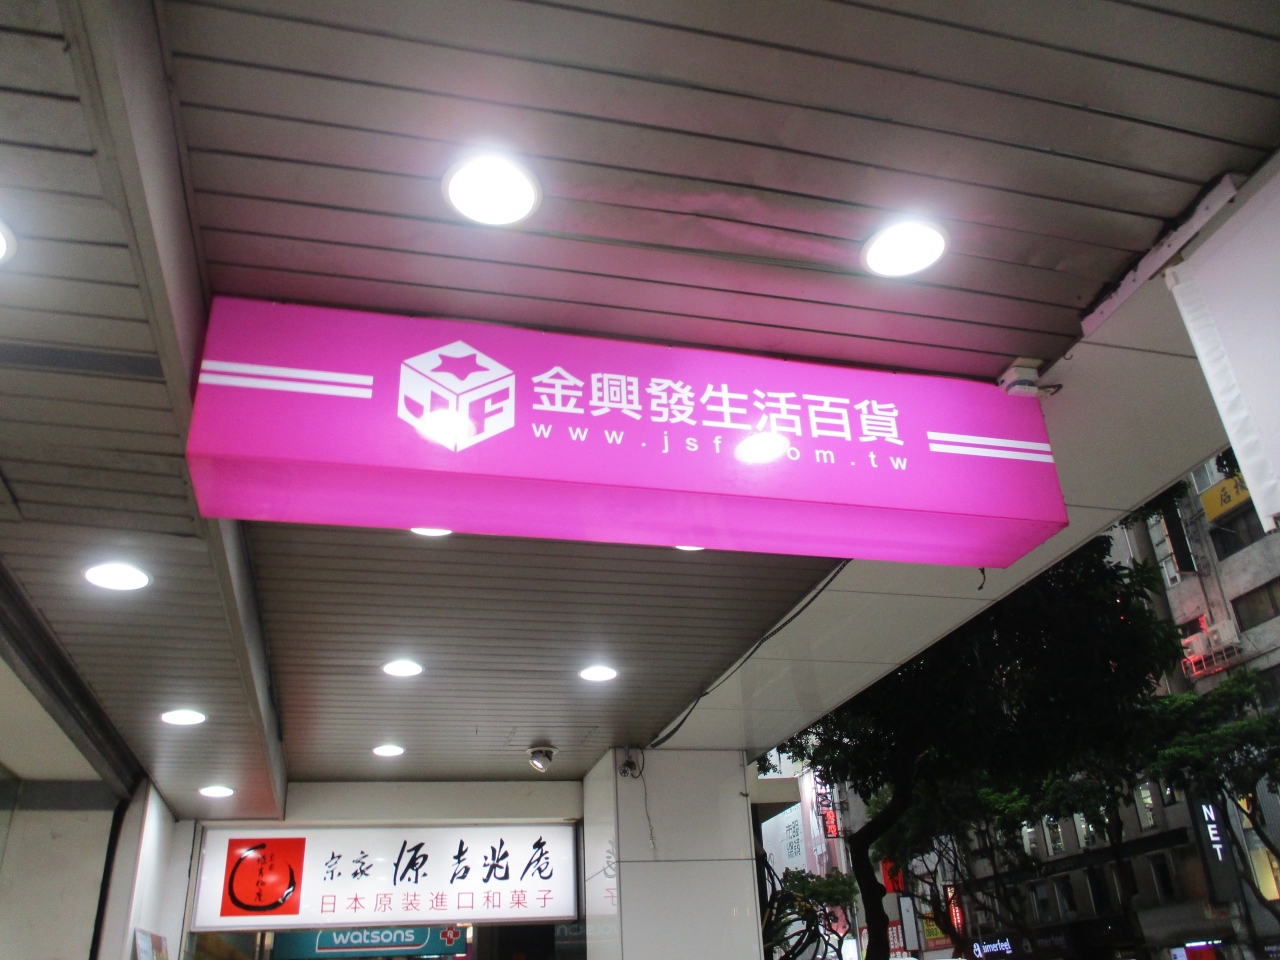 金興發生活百貨
宗家 源吉兆庵
日本原裝進口和菓子
watsons
NET
aimerfeel